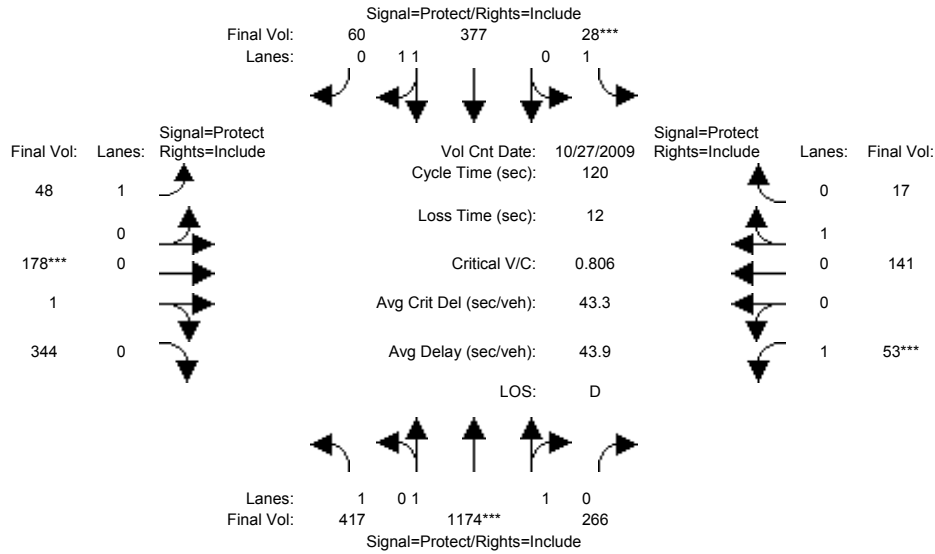 Signal=Protect/Rights=Include
Final Vol: 60 377 28***
Lanes: 0 1 1 0 1
Signal=Protect
Final Vol: Lanes: Rights=Include
Vol Cnt Date: 10/27/2009
Signal=Protect
Rights=Include Lanes: Final Vol:
Cycle Time (sec): 120
48 1
0 17
Loss Time (sec): 12
0
1
178*** 0
Critical V/C: 0.806
0 141
1
Avg Crit Del (sec/veh): 43.3
0
344 0
Avg Delay (sec/veh): 43.9
1 53***
LOS: D
Lanes: 1 0 1 1 0
Final Vol: 417 1174*** 266
Signal=Protect/Rights=Include